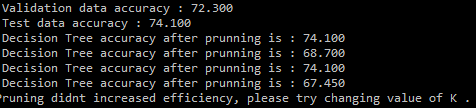 Validation data accuracy : 72.300
Test data accuracy : 74.100
Decision Tree accuracy after prunning is : 74.100
Decision Tree accuracy after prunning is : 68.700
Decision Tree accuracy after prunning is : 74.100
Decision Tree accuracy after prunning is : 67.450
Pruning didnt increased efficiency, please try changing value of K .